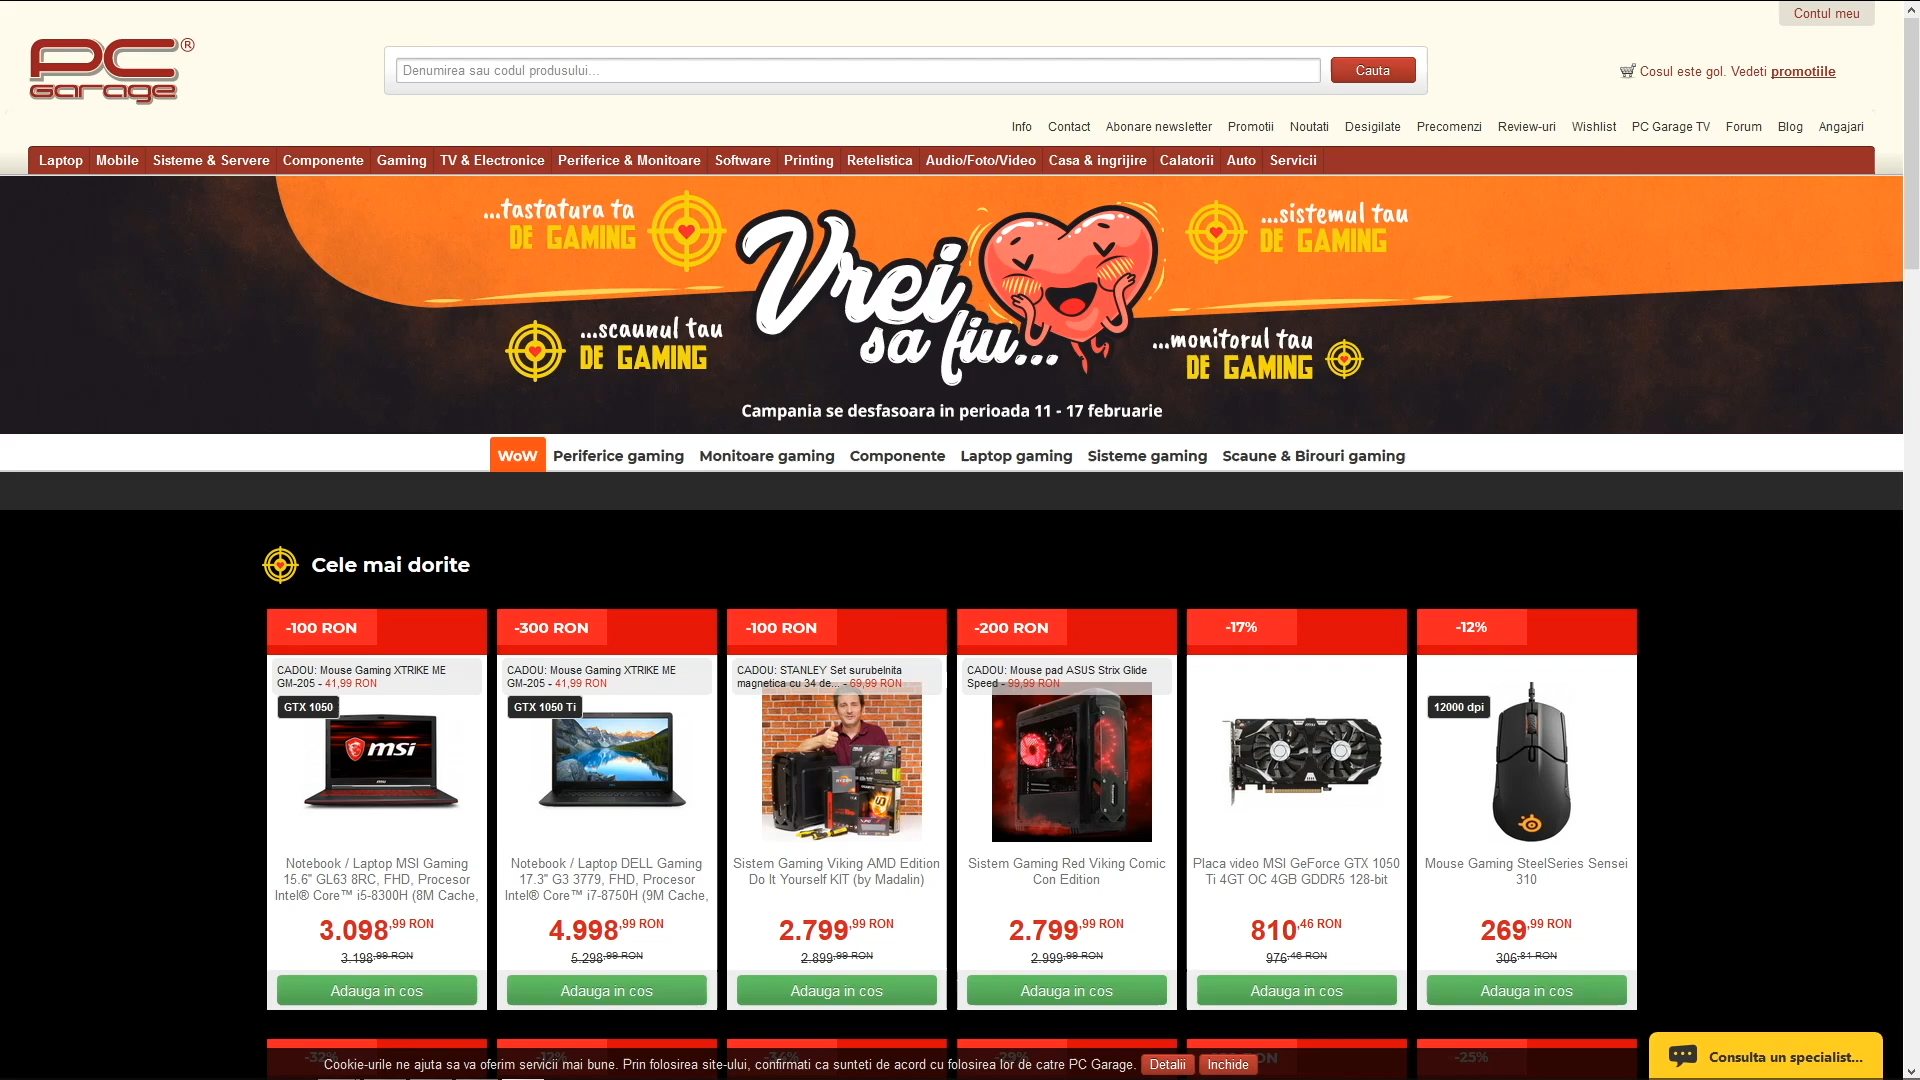 Contul meu
PC Garage®
Denumirea sau codul produsului...
Cauta
Cosul este gol. Vedeti promotiile
Info Contact Abonare newsletter Promotii Noutati Desigilate Precomenzi Review-uri Wishlist PC Garage TV Forum Blog Angajari
Laptop Mobile Sisteme & Servere Componente Gaming TV & Electronice Periferice & Monitoare Software Printing Retelistica Audio/Foto/Video Casa & ingrijire Calatorii Auto Servicii
...tastatura ta
DE GAMING
...sistemul tau
DE GAMING
Vrei
sa fiu...
...scaunul tau
DE GAMING
...monitorul tau
DE GAMING
Campania se desfasoara in perioada 11 - 17 februarie
WoW Periferice gaming Monitoare gaming Componente Laptop gaming Sisteme gaming Scaune & Birouri gaming
Cele mai dorite
-100 RON
CADOU: Mouse Gaming XTRIKE ME
GM-205 - 41,99 RON
GTX 1050
msi
Notebook / Laptop MSI Gaming
15.6" GL63 8RC, FHD, Procesor
Intel® Core™ i5-8300H (8M Cache,
3.098,99 RON
3.198,99 RON
Adauga in cos
-300 RON
CADOU: Mouse Gaming XTRIKE ME
GM-205 - 41,99 RON
GTX 1050 Ti
Notebook / Laptop DELL Gaming
17.3" G3 3779, FHD, Procesor
Intel® Core™ i7-8750H (9M Cache,
4.998,99 RON
5.298,99 RON
Adauga in cos
-100 RON
CADOU: STANLEY Set surubelnita
magnetica cu 34 de... - 69,99 RON
RYZEN
Sistem Gaming Viking AMD Edition
Do It Yourself KIT (by Madalin)
2.799,99 RON
2.899,99 RON
Adauga in cos
-200 RON
CADOU: Mouse pad ASUS Strix Glide
Speed - 99,99 RON
Sistem Gaming Red Viking Comic
Con Edition
2.799,99 RON
2.999,99 RON
Adauga in cos
-17%
Placa video MSI GeForce GTX 1050
Ti 4GT OC 4GB GDDR5 128-bit
810,46 RON
976,46 RON
Adauga in cos
-12%
12000 dpi
Mouse Gaming SteelSeries Sensei
310
269,99 RON
306,81 RON
Adauga in cos
-32%
-12%
-29%
-25%
Cookie-urile ne ajuta sa va oferim servicii mai bune. Prin folosirea site-ului, confirmati ca sunteti de acord cu folosirea lor de catre PC Garage. Detalii Inchide
Consulta un specialist...